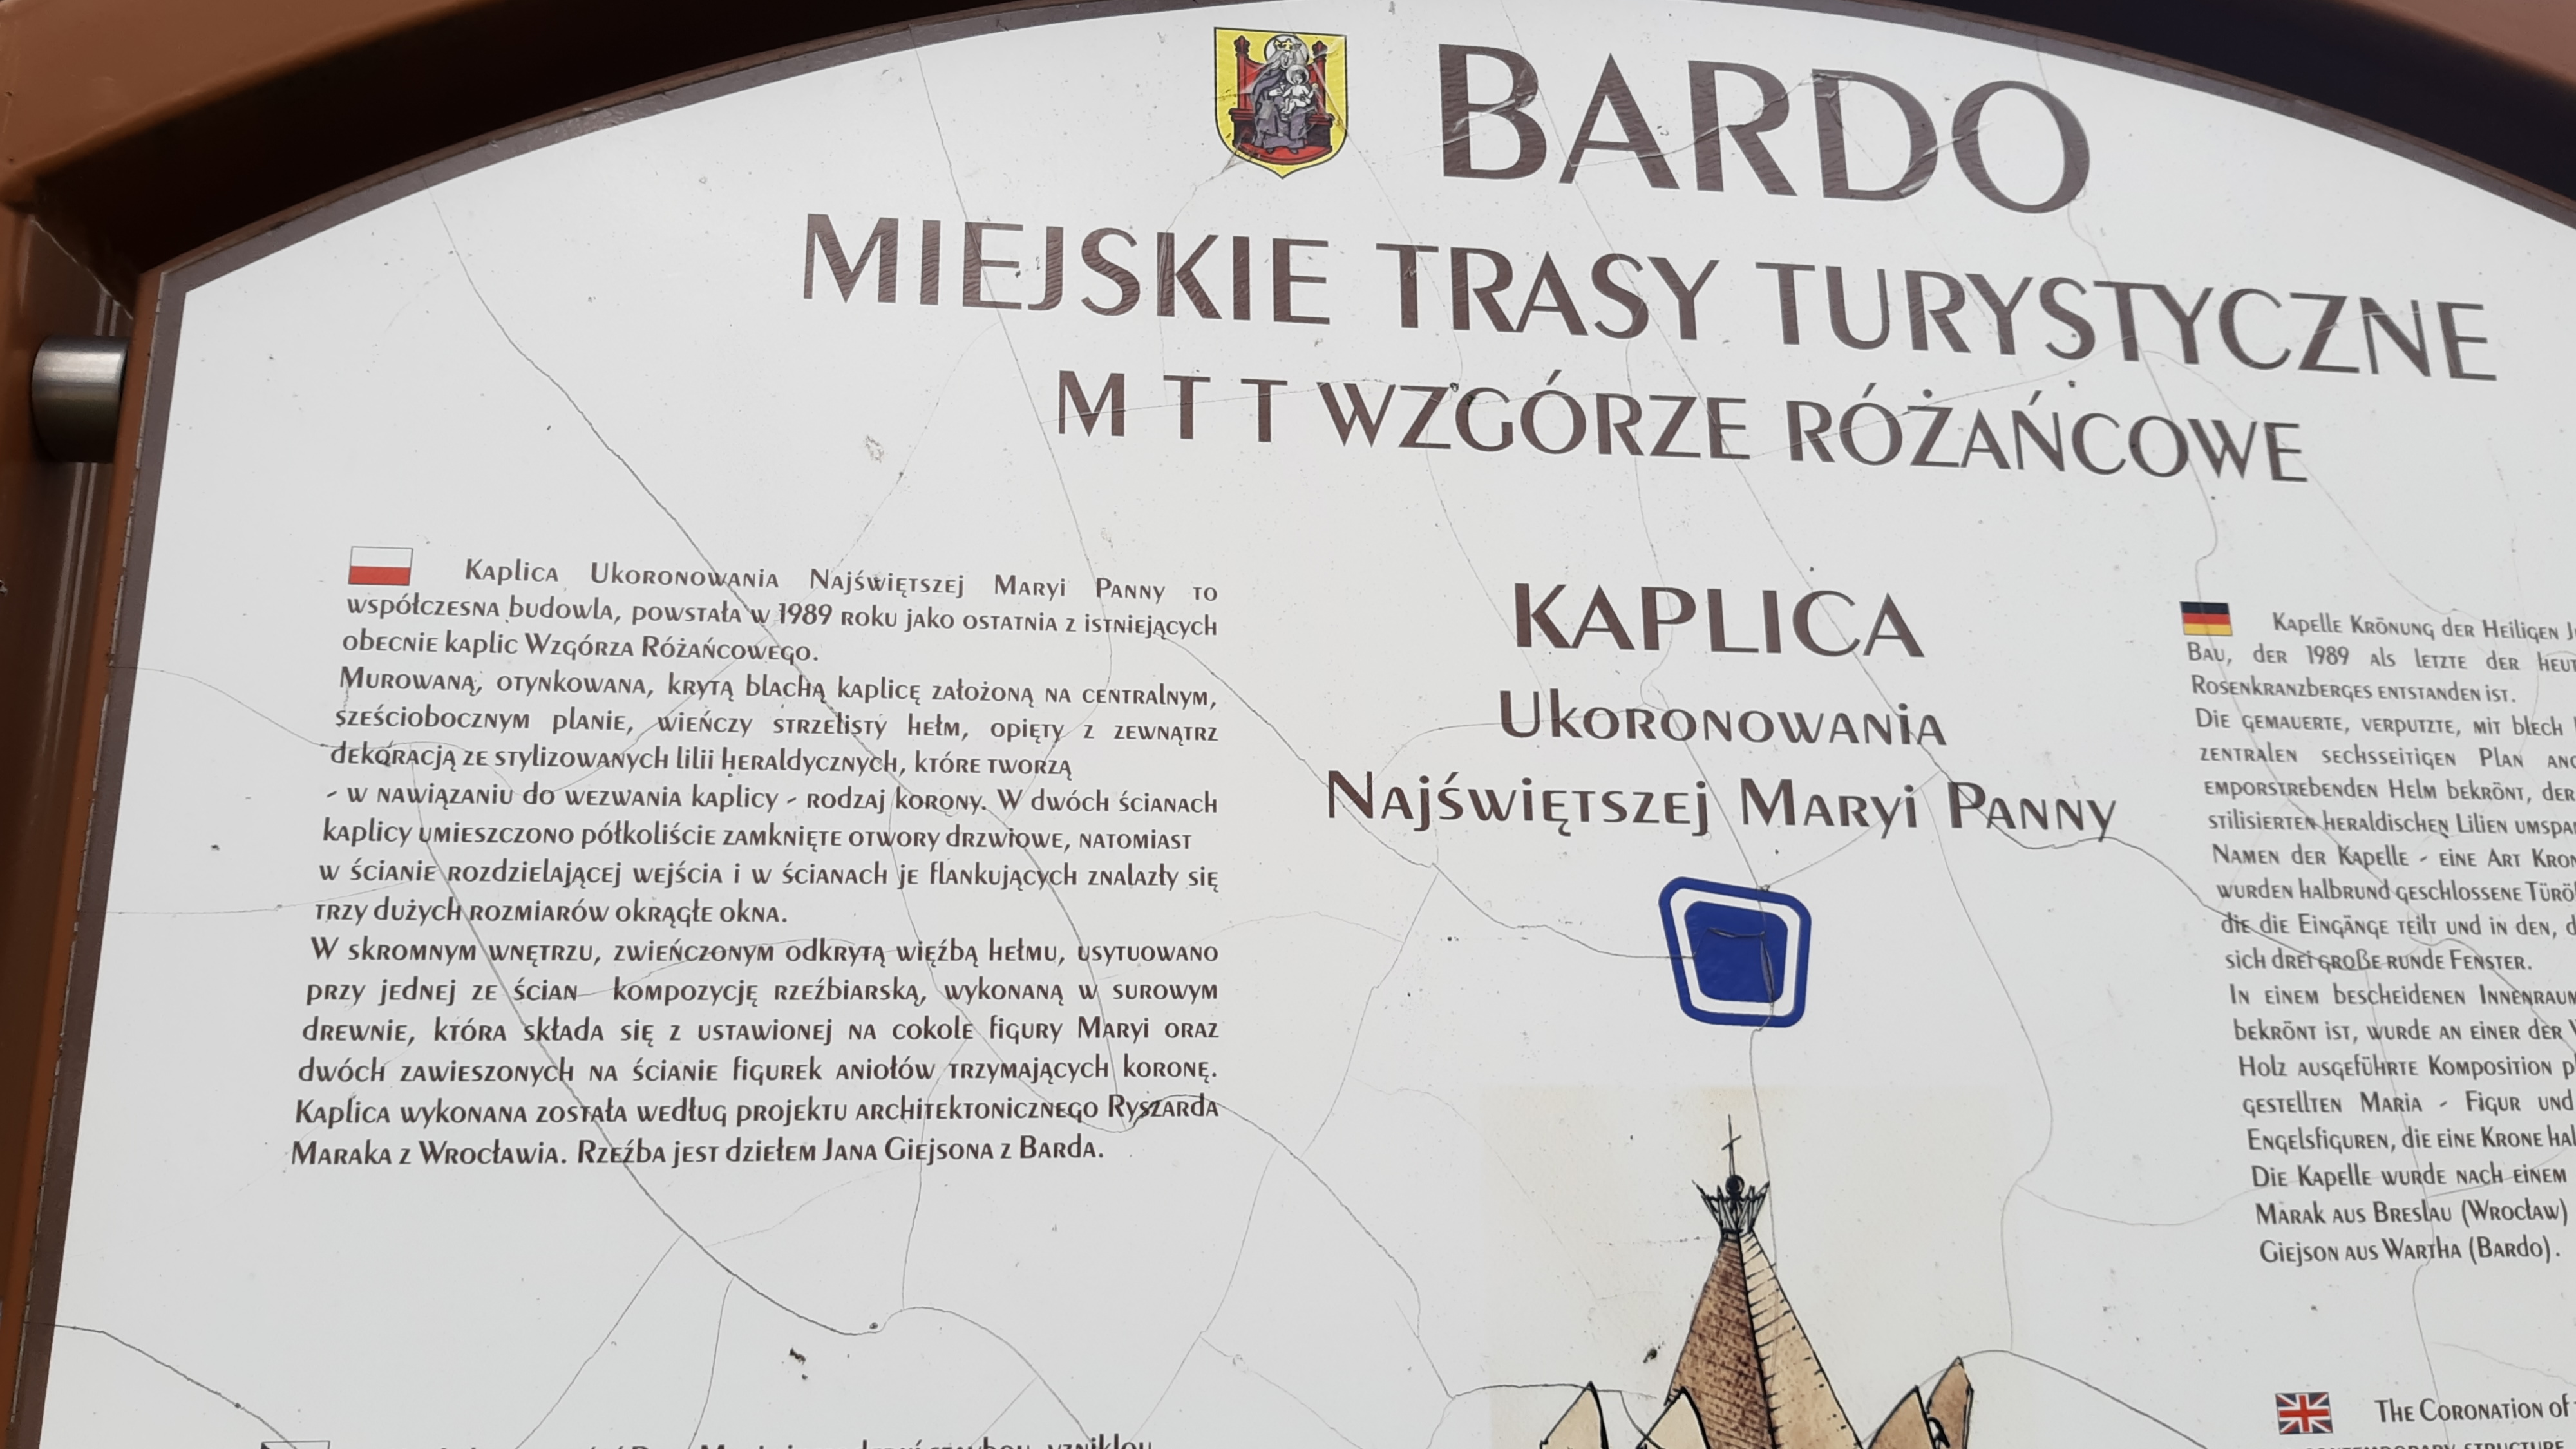 BARDO
MIEJSKIE TRASY TURYSTYCZNE
M T T WZGÓRZE RÓŻAŃCOWE
Kaplica Ukoronowania Najświętszej Maryi Panny to
współczesna budowla, powstała w 1989 roku jako ostatnia z istniejących
obecnie kaplic Wzgórza Różańcowego.
Murowaną, otynkowana, krytą blachą kaplicę założoną na centralnym,
sześciobocznym planie, wieńczy strzelisty hełm, opięty z zewnątrz
dekoracją ze stylizowanych lilii heraldycznych, które tworzą
- w nawiązaniu do wezwania kaplicy - rodzaj korony. W dwóch ścianach
kaplicy umieszczono półkoliście zamknięte otwory drzwiowe, natomiast
w ścianie rozdzielającej wejścia i w ścianach je flankujących znalazły się
trzy dużych rozmiarów okrągłe okna.
W skromnym wnętrzu, zwieńczonym odkrytą więźbą hełmu, usytuowano
przy jednej ze ścian kompozycję rzeźbiarską, wykonaną w surowym
drewnie, która składa się z ustawionej na cokole figury Maryi oraz
dwóch zawieszonych na ścianie figurek aniołów trzymających koronę.
Kaplica wykonana została według projektu architektonicznego Ryszarda
Maraka z Wrocławia. Rzeźba jest dziełem Jana Giejsona z Barda.
KAPLICA
Ukoronowania
Najświętszej Maryi Panny
Kapelle Krönung der Heiligen
Bau, der 1989 als letzte der
Rosenkranzberges entstanden ist.
Die gemauerte, verputzte, mit blech
zentralen sechsseitigen Plan
emporstrebenden Helm bekrönt, der
stilisierten heraldischen Lilien
Namen der Kapelle - eine Art
wurden halbrund geschlossene
die die Eingänge teilt und in den,
sich drei große runde Fenster.
In einem bescheidenen
bekrönt ist, wurde an einer der
Holz ausgeführte Komposition
gestellten Maria - Figur und
Engelsfiguren, die eine Krone
Die Kapelle wurde nach einem
Marak aus Breslau (Wrocław)
Giejson aus Wartha (Bardo).
The Coronation of